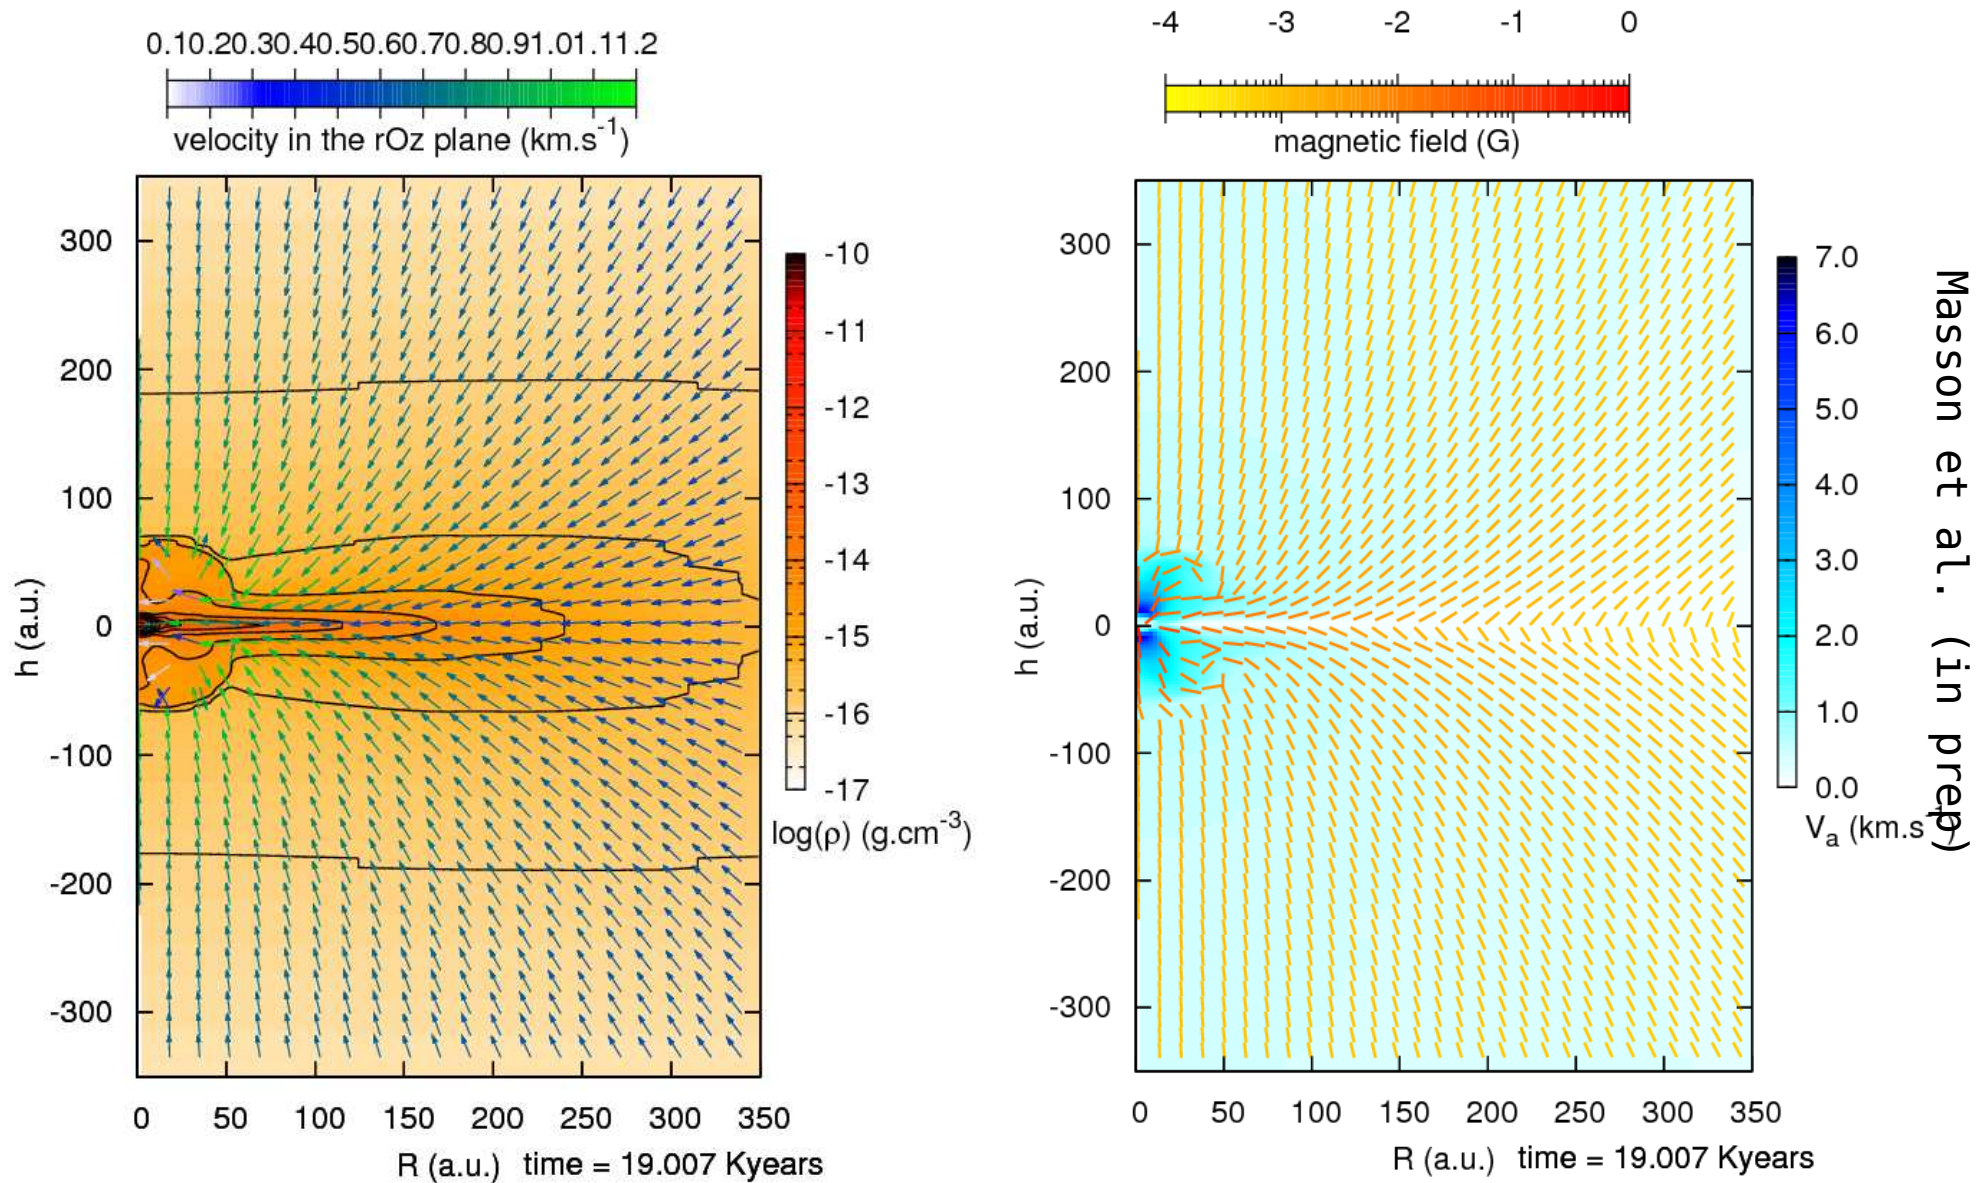 0.10.20.30.40.50.60.70.80.91.01.11.2
velocity in the rOz plane (km.s-1)
300
200
100
0
-100
-200
-300
h (a.u.)
0 50 100 150 200 250 300 350
R (a.u.) time = 19.007 Kyears
-10
-11
-12
-13
-14
-15
-16
-17
log(ρ) (g.cm-3)
-4 -3 -2 -1 0
magnetic field (G)
300
200
100
0
-100
-200
-300
h (a.u.)
0 50 100 150 200 250 300 350
R (a.u.) time = 19.007 Kyears
7.0
6.0
5.0
4.0
3.0
2.0
1.0
0.0
Va (km.s-1)
Masson et al. (in prep)